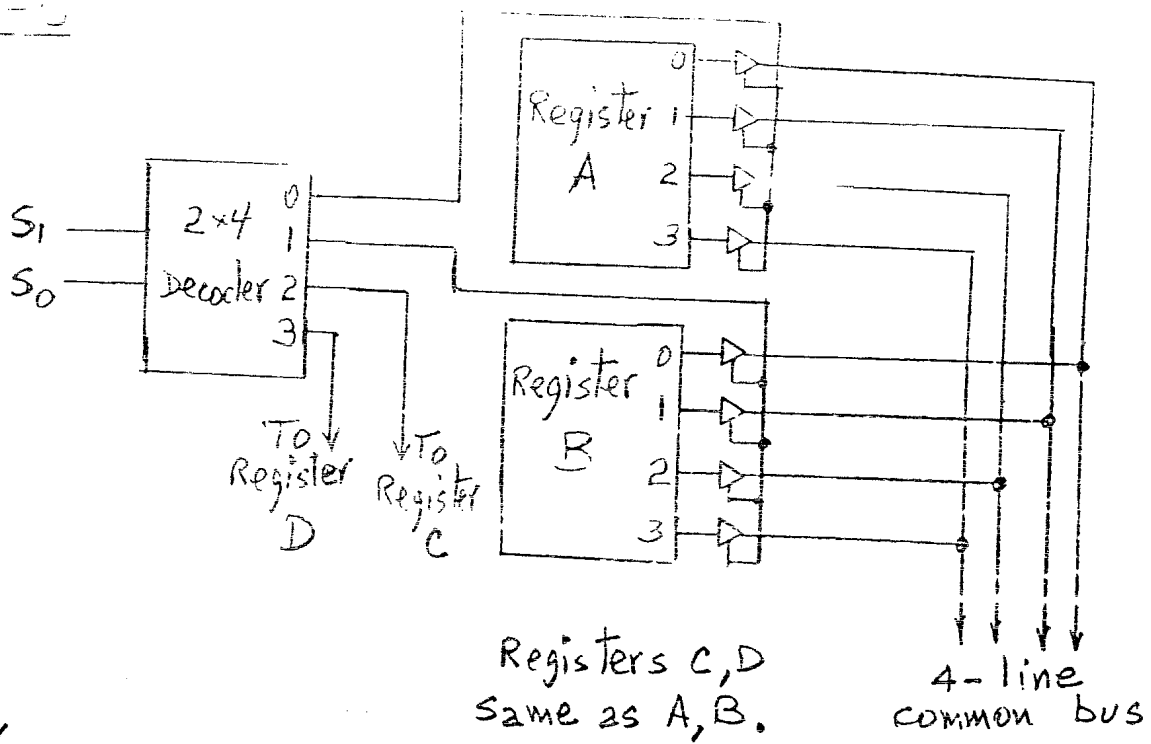 Register
A
0
1
2
3
S1
S0
2×4
Decoder
0
1
2
3
To
Register
D
To
Register
C
Register
B
0
1
2
3
Registers C, D
same as A, B.
4-line
common bus